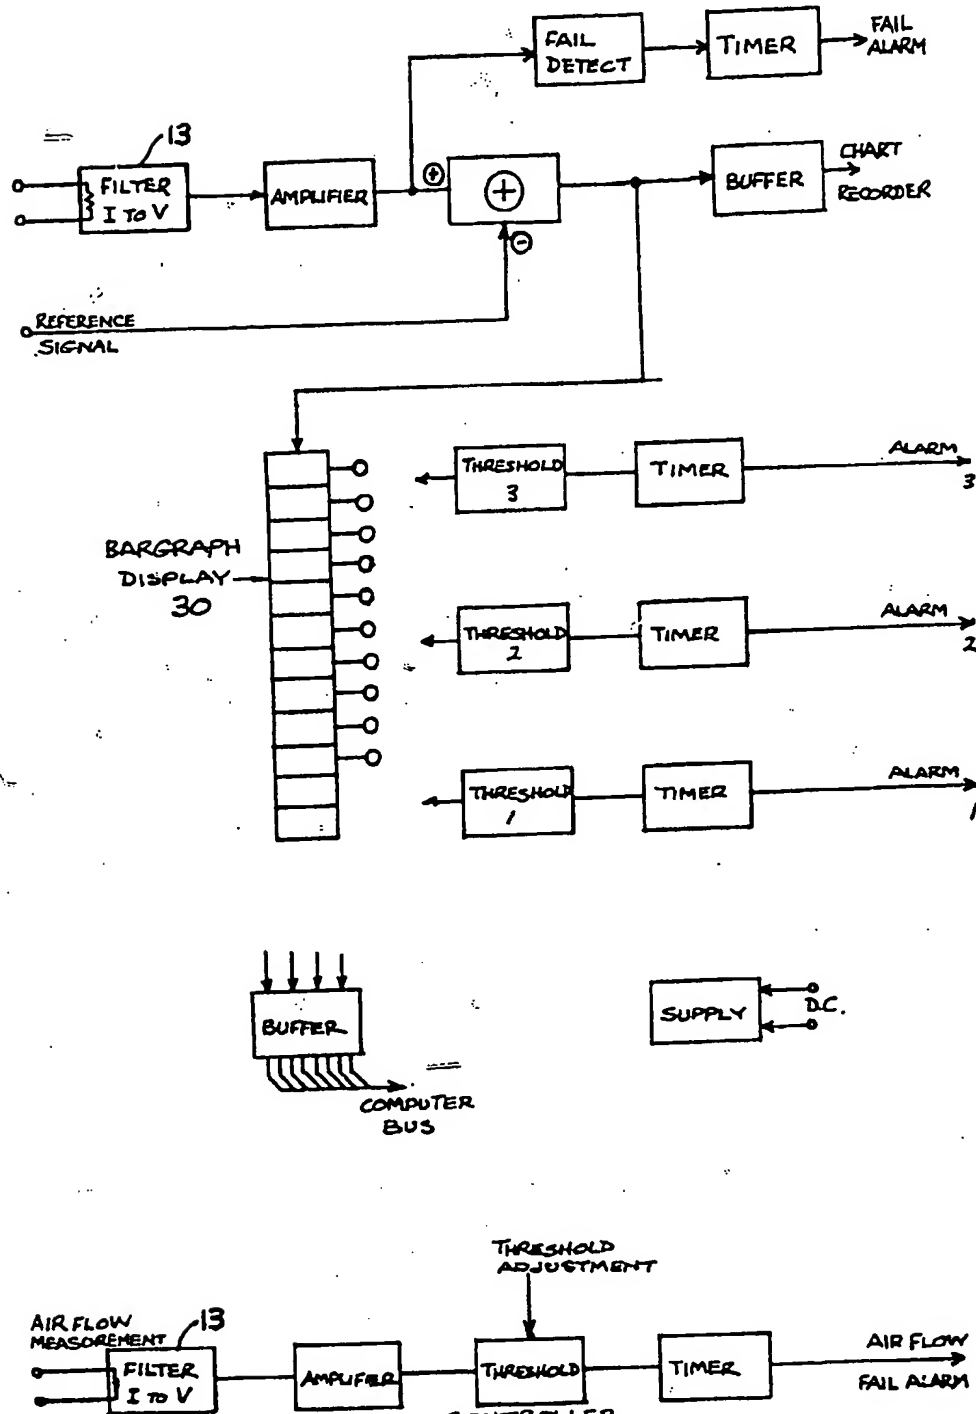 FAIL
DETECT
TIMER
FAIL
ALARM
13
FILTER
I TO V
AMPLIFIER
BUFFER
CHART
RECORDER
REFERENCE
SIGNAL
BARGRAPH
DISPLAY
30
THRESHOLD
3
TIMER
ALARM
3
THRESHOLD
2
TIMER
ALARM
2
THRESHOLD
1
TIMER
ALARM
1
BUFFER
COMPUTER
BUS
SUPPLY
D.C.
THRESHOLD
ADJUSTMENT
AIR FLOW
MEASUREMENT
13
FILTER
I TO V
AMPLIFIER
THRESHOLD
TIMER
AIR FLOW
FAIL ALARM
CONTROLLER